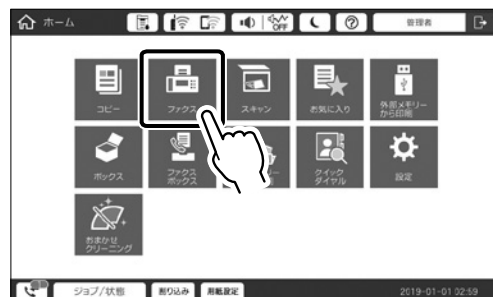 ホーム
OFF
管理者
コピー
ファクス
スキャン
お気に入り
外部メモリー
から印刷
ボックス
ファクス
ボックス
クイック
ダイヤル
設定
おまかせ
クリーニング
ジョブ/状態
割り込み
用紙設定
2019-01-01 02:59